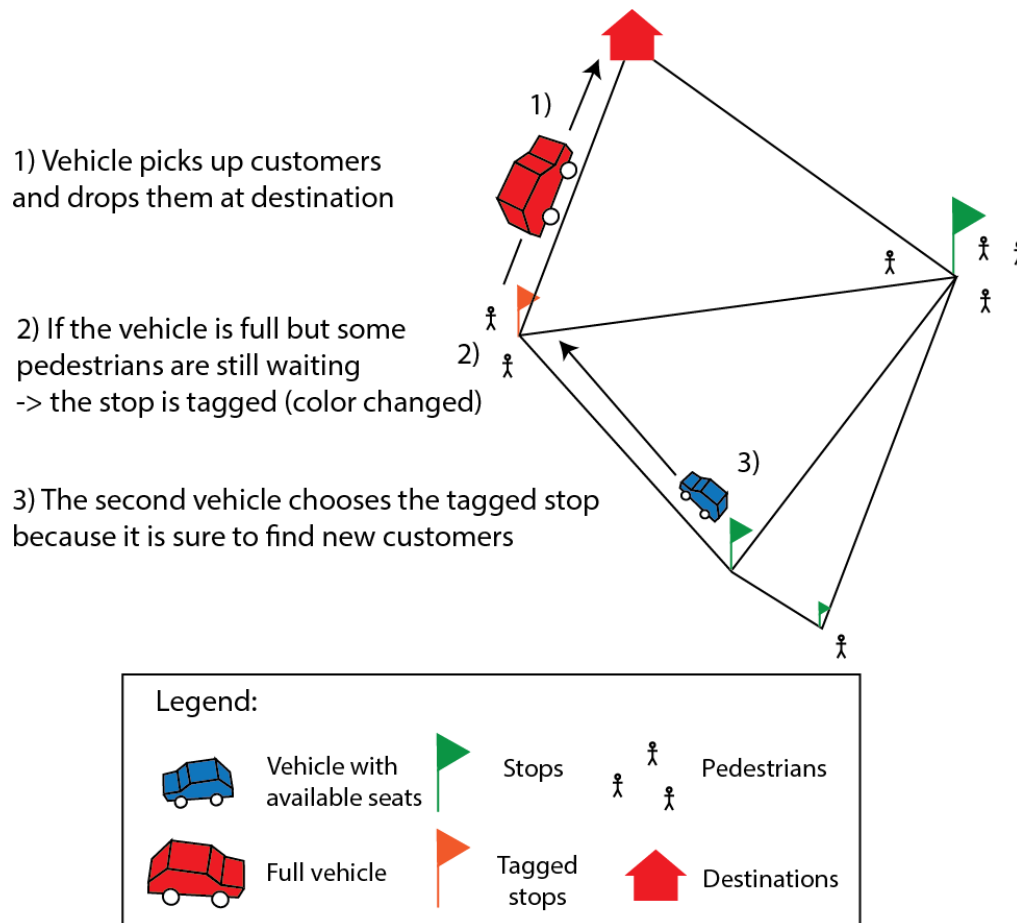 1)
1) Vehicle picks up customers
and drops them at destination
2) If the vehicle is full but some
pedestrians are still waiting
-> the stop is tagged (color changed)
2)
3)
3) The second vehicle chooses the tagged stop
because it is sure to find new customers
Legend:
Vehicle with
available seats
Stops
Pedestrians
Full vehicle
Tagged
stops
Destinations